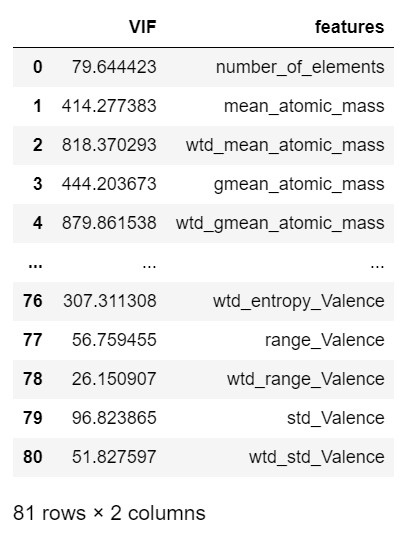 VIF features
0 79.644423 number_of_elements
1 414.277383 mean_atomic_mass
2 818.370293 wtd_mean_atomic_mass
3 444.203673 gmean_atomic_mass
4 879.861538 wtd_gmean_atomic_mass
... ... ...
76 307.311308 wtd_entropy_Valence
77 56.759455 range_Valence
78 26.150907 wtd_range_Valence
79 96.823865 std_Valence
80 51.827597 wtd_std_Valence
81 rows × 2 columns